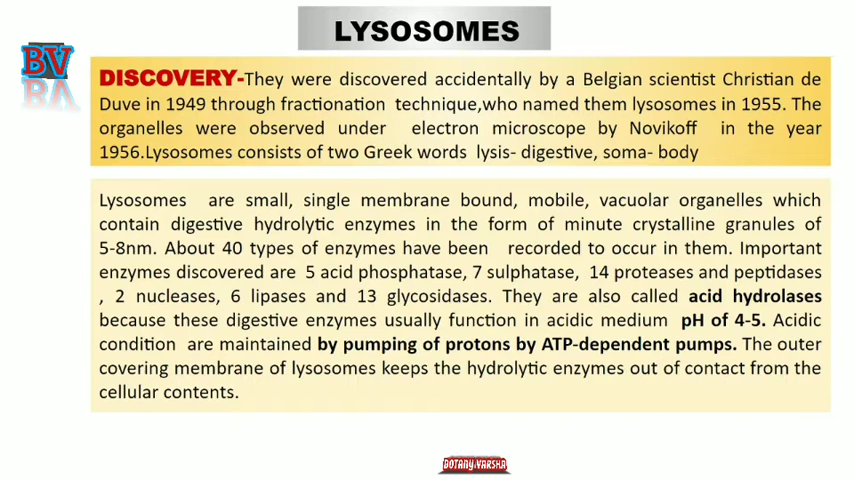 LYSOSOMES
BV
DISCOVERY-They were discovered accidentally by a Belgian scientist Christian de
Duve in 1949 through fractionation technique,who named them lysosomes in 1955. The
organelles were observed under electron microscope by Novikoff in the year
1956.Lysosomes consists of two Greek words lysis- digestive, soma- body
Lysosomes are small, single membrane bound, mobile, vacuolar organelles which
contain digestive hydrolytic enzymes in the form of minute crystalline granules of
5-8nm. About 40 types of enzymes have been recorded to occur in them. Important
enzymes discovered are 5 acid phosphatase, 7 sulphatase, 14 proteases and peptidases
, 2 nucleases, 6 lipases and 13 glycosidases. They are also called acid hydrolases
because these digestive enzymes usually function in acidic medium pH of 4-5. Acidic
condition are maintained by pumping of protons by ATP-dependent pumps. The outer
covering membrane of lysosomes keeps the hydrolytic enzymes out of contact from the
cellular contents.
BOTANY VARSHA